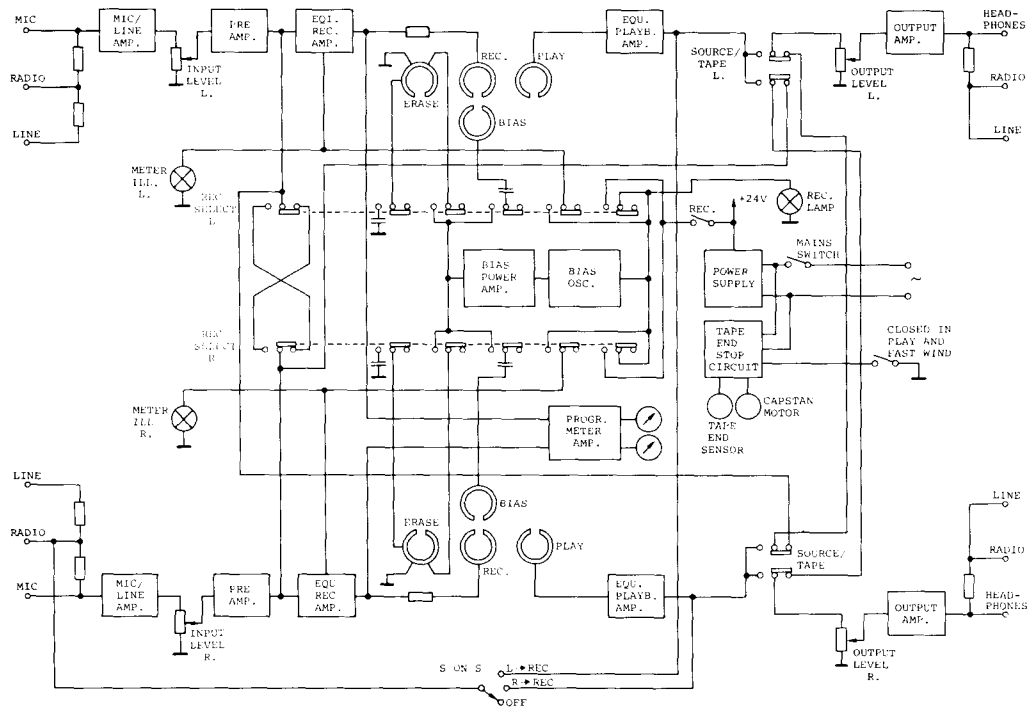 MIC
RADIO
LINE
MIC/
LINE
AMP.
INPUT
LEVEL
L.
PRE
AMP.
EQU.
REC.
AMP.
ERASE
REC.
BIAS
PLAY
EQU.
PLAYB.
AMP.
SOURCE/
TAPE
L.
OUTPUT
LEVEL
L.
OUTPUT
AMP.
HEAD-
PHONES
RADIO
LINE
METER
ILL.
L.
REC
SELECT
L
REC.
+24V
REC.
LAMP
BIAS
POWER
AMP.
BIAS
OSC.
POWER
SUPPLY
MAINS
SWITCH
~
TAPE
END
STOP
CIRCUIT
CLOSED IN
PLAY AND
FAST WIND
TAPE
END
SENSOR
CAPSTAN
MOTOR
REC
SELECT
R
METER
ILL
R.
PROGR.
METER
AMP.
LINE
RADIO
MIC
MIC/
LINE
AMP.
INPUT
LEVEL
R.
PRE
AMP.
EQU
REC
AMP.
ERASE
BIAS
REC.
PLAY
EQU.
PLAYB.
AMP.
SOURCE/
TAPE
OUTPUT
LEVEL
R.
OUTPUT
AMP.
LINE
RADIO
HEAD-
PHONES
S ON S
L→REC
R→REC
OFF